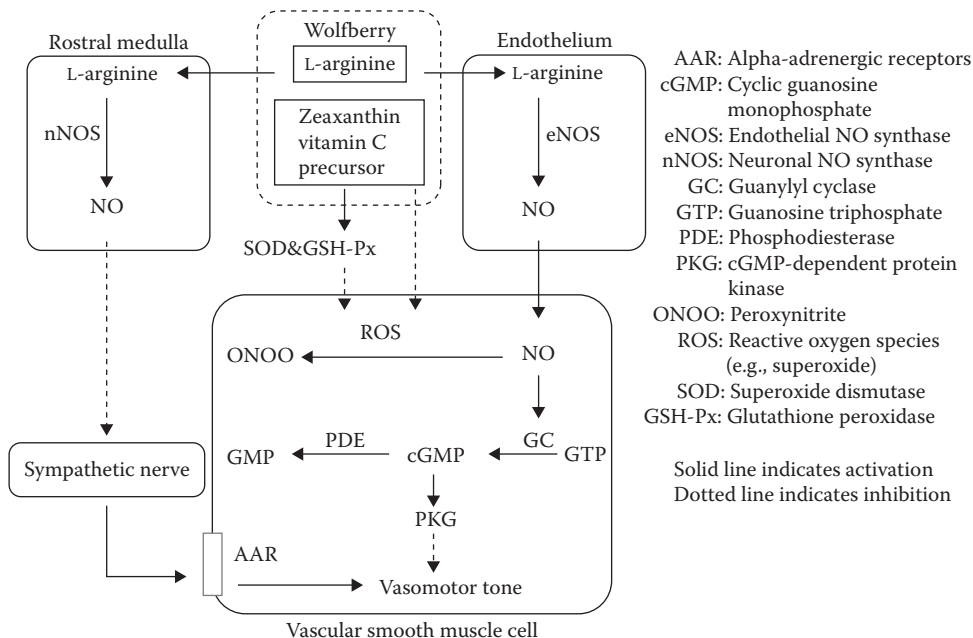 Wolfberry
Rostral medulla
Endothelium
L-arginine
L-arginine
L-arginine
nNOS
Zeaxanthin
vitamin C
precursor
eNOS
NO
NO
SOD&GSH-Px
ROS
ONOO
NO
GC
GMP
PDE
cGMP
GTP
Sympathetic nerve
PKG
AAR
Vasomotor tone
Vascular smooth muscle cell
AAR: Alpha-adrenergic receptors
cGMP: Cyclic guanosine
monophosphate
eNOS: Endothelial NO synthase
nNOS: Neuronal NO synthase
GC: Guanylyl cyclase
GTP: Guanosine triphosphate
PDE: Phosphodiesterase
PKG: cGMP-dependent protein
kinase
ONOO: Peroxynitrite
ROS: Reactive oxygen species
(e.g., superoxide)
SOD: Superoxide dismutase
GSH-Px: Glutathione peroxidase
Solid line indicates activation
Dotted line indicates inhibition